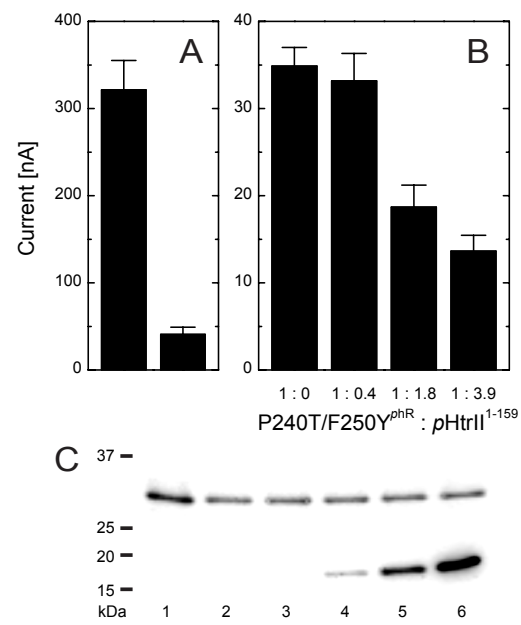 400
300
200
100
0
Current [nA]
A
40
30
20
10
0
B
1 : 0 1 : 0.4 1 : 1.8 1 : 3.9
P240T/F250Y^phR : pHtrII^1-159
C
37
25
20
15
kDa 1 2 3 4 5 6